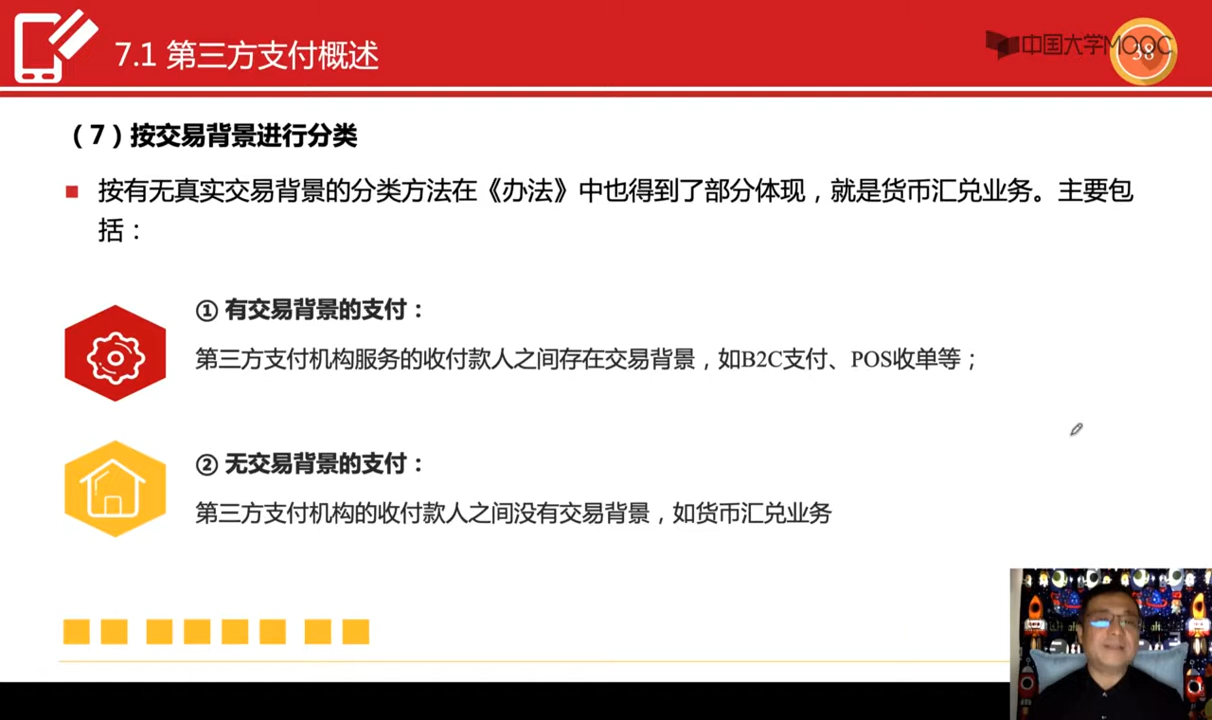 7.1 第三方支付概述
中国大学MOOC
38
（7）按交易背景进行分类
按有无真实交易背景的分类方法在《办法》中也得到了部分体现，就是货币汇兑业务。主要包
括：
① 有交易背景的支付：
第三方支付机构服务的收付款人之间存在交易背景，如B2C支付、POS收单等；
② 无交易背景的支付：
第三方支付机构的收付款人之间没有交易背景，如货币汇兑业务